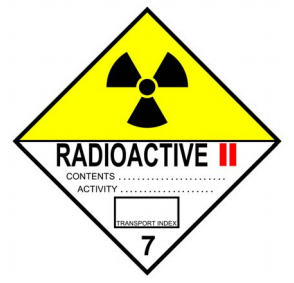 RADIOACTIVE II
CONTENTS ......................
ACTIVITY ...................
TRANSPORT INDEX
7